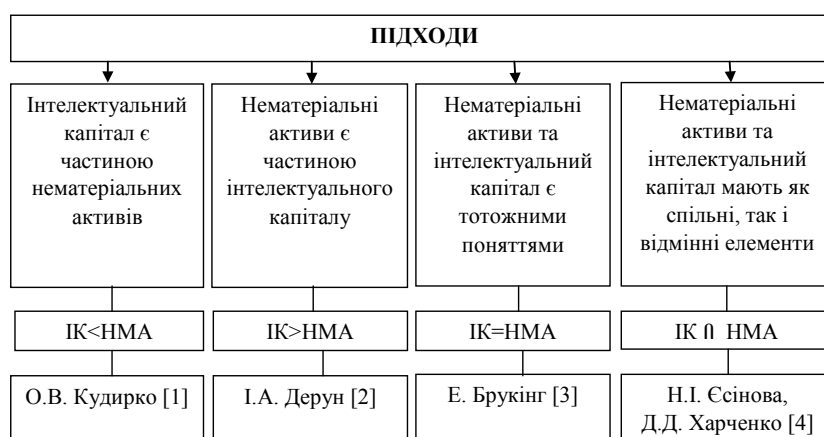 ПІДХОДИ
Інтелектуальний
капітал є
частиною
нематеріальних
активів
Нематеріальні
активи є
частиною
інтелектуального
капіталу
Нематеріальні
активи та
інтелектуальний
капітал є
тотожними
поняттями
Нематеріальні
активи та
інтелектуальний
капітал мають як
спільні, так і
відмінні елементи
ІК<НМА
ІК>НМА
ІК=НМА
ІК ∩ НМА
О.В. Кудирко [1]
І.А. Дерун [2]
Е. Брукінг [3]
Н.І. Єсінова,
Д.Д. Харченко [4]